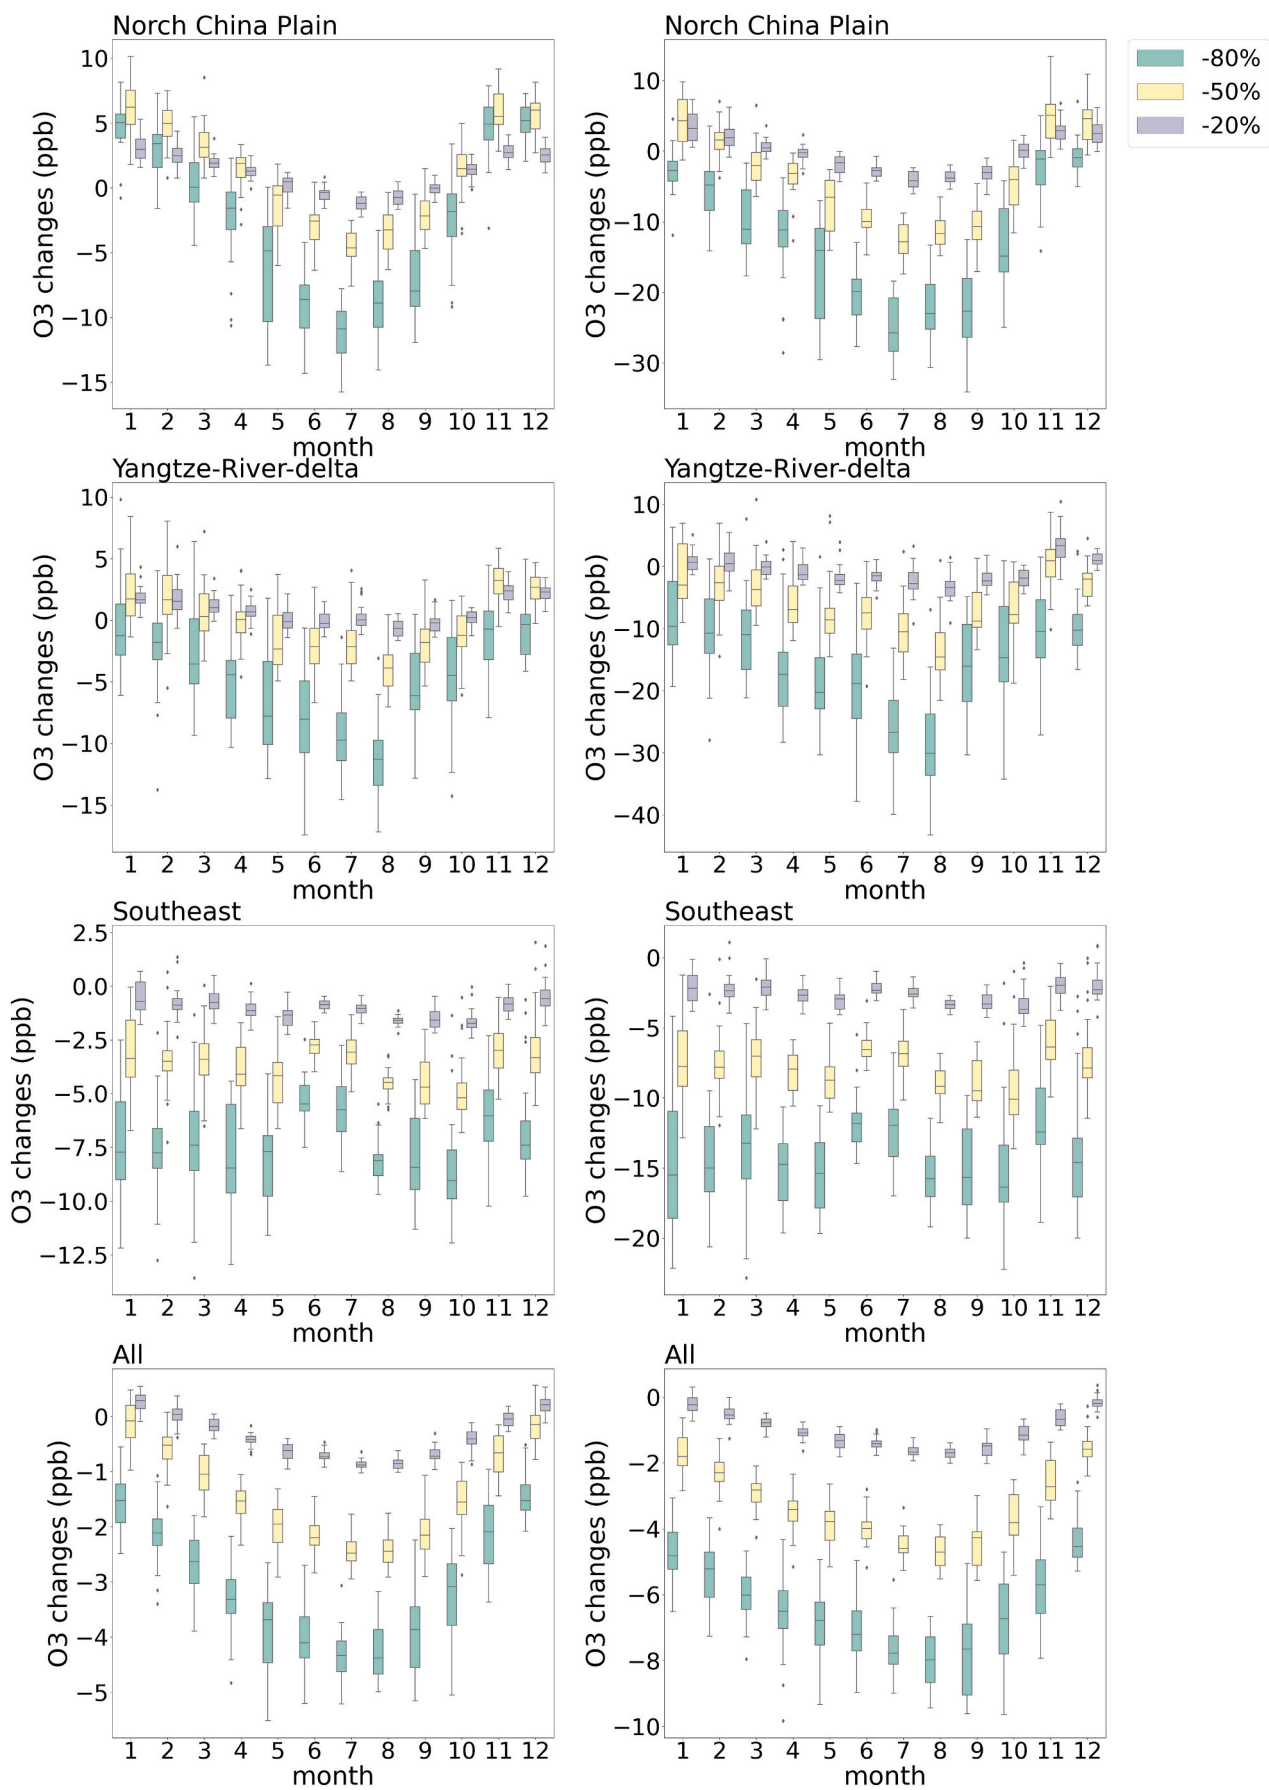 Norch China Plain
O3 changes (ppb)
10
5
0
−5
−10
−15
1 2 3 4 5 6 7 8 9 10 11 12
month
Norch China Plain
O3 changes (ppb)
10
0
−10
−20
−30
1 2 3 4 5 6 7 8 9 10 11 12
month
-80%
-50%
-20%
Yangtze-River-delta
O3 changes (ppb)
10
5
0
−5
−10
−15
1 2 3 4 5 6 7 8 9 10 11 12
month
Yangtze-River-delta
O3 changes (ppb)
10
0
−10
−20
−30
−40
1 2 3 4 5 6 7 8 9 10 11 12
month
Southeast
O3 changes (ppb)
2.5
0.0
−2.5
−5.0
−7.5
−10.0
−12.5
1 2 3 4 5 6 7 8 9 10 11 12
month
Southeast
O3 changes (ppb)
0
−5
−10
−15
−20
1 2 3 4 5 6 7 8 9 10 11 12
month
All
O3 changes (ppb)
0
−1
−2
−3
−4
−5
1 2 3 4 5 6 7 8 9 10 11 12
month
All
O3 changes (ppb)
0
−2
−4
−6
−8
−10
1 2 3 4 5 6 7 8 9 10 11 12
month